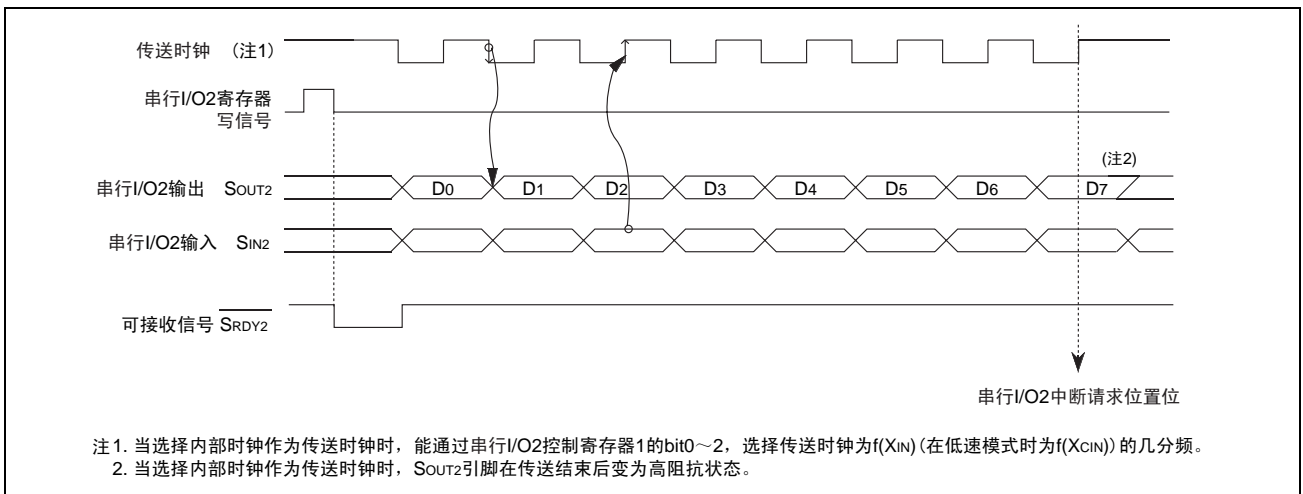 传送时钟 (注1)
串行I/O2寄存器
写信号
(注2)
串行I/O2输出 SOUT2
D0 D1 D2 D3 D4 D5 D6 D7
串行I/O2输入 SIN2
可接收信号 SRDY2
串行I/O2中断请求位置位
注1. 当选择内部时钟作为传送时钟时，能通过串行I/O2控制寄存器1的bit0～2，选择传送时钟为f(XIN)(在低速模式时为f(XCIN))的几分频。
2. 当选择内部时钟作为传送时钟时，SOUT2引脚在传送结束后变为高阻抗状态。